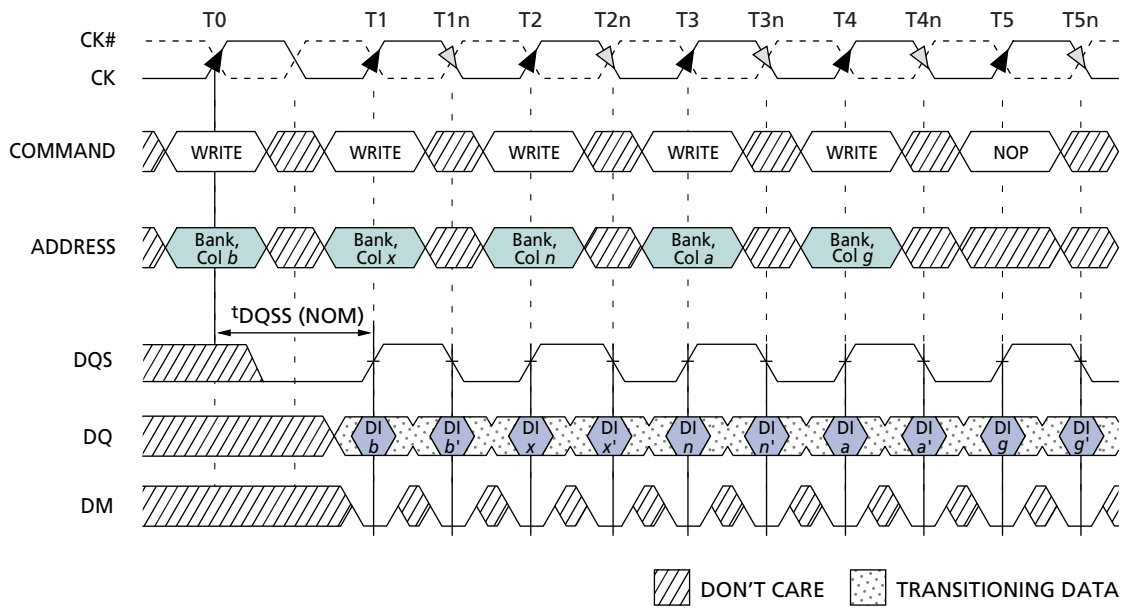 T0 T1 T1n T2 T2n T3 T3n T4 T4n T5 T5n
CK#
CK
COMMAND WRITE WRITE WRITE WRITE WRITE NOP
ADDRESS Bank, Col b Bank, Col x Bank, Col n Bank, Col a Bank, Col g
tDQSS (NOM)
DQS
DQ DI b DI b' DI x DI x' DI n DI n' DI a DI a' DI g DI g'
DM
DON'T CARE TRANSITIONING DATA